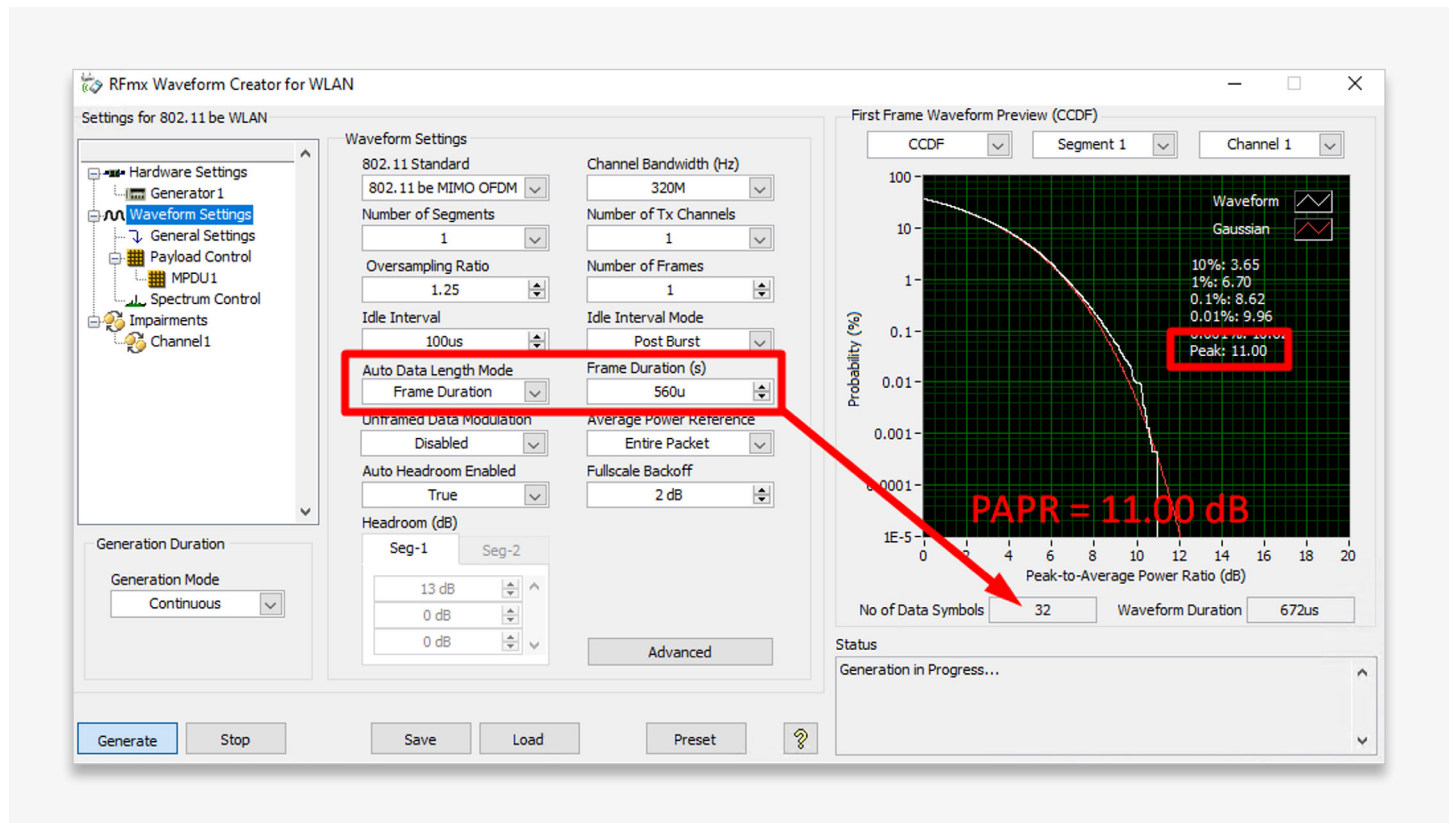 RFmx Waveform Creator for WLAN
Settings for 802.11be WLAN
Hardware Settings
Generator1
Waveform Settings
General Settings
Payload Control
MPDU1
Spectrum Control
Impairments
Channel1
Generation Duration
Generation Mode
Continuous
Waveform Settings
802.11 Standard
Channel Bandwidth (Hz)
802.11be MIMO OFDM
320M
Number of Segments
Number of Tx Channels
1
1
Oversampling Ratio
Number of Frames
1.25
1
Idle Interval
Idle Interval Mode
100us
Post Burst
Auto Data Length Mode
Frame Duration (s)
Frame Duration
560u
Unframed Data Modulation
Average Power Reference
Disabled
Entire Packet
Auto Headroom Enabled
Fullscale Backoff
True
2 dB
Headroom (dB)
Seg-1
Seg-2
13 dB
0 dB
0 dB
Advanced
First Frame Waveform Preview (CCDF)
CCDF
Segment 1
Channel 1
Waveform
Gaussian
10%: 3.65
1%: 6.70
0.1%: 8.62
0.01%: 9.96
Peak: 11.00
Probability (%)
100
10
1
0.1
0.01
0.001
0.0001
1E-5
PAPR = 11.00 dB
0 2 4 6 8 10 12 14 16 18 20
Peak-to-Average Power Ratio (dB)
No of Data Symbols
32
Waveform Duration
672us
Status
Generation in Progress...
Generate
Stop
Save
Load
Preset
?